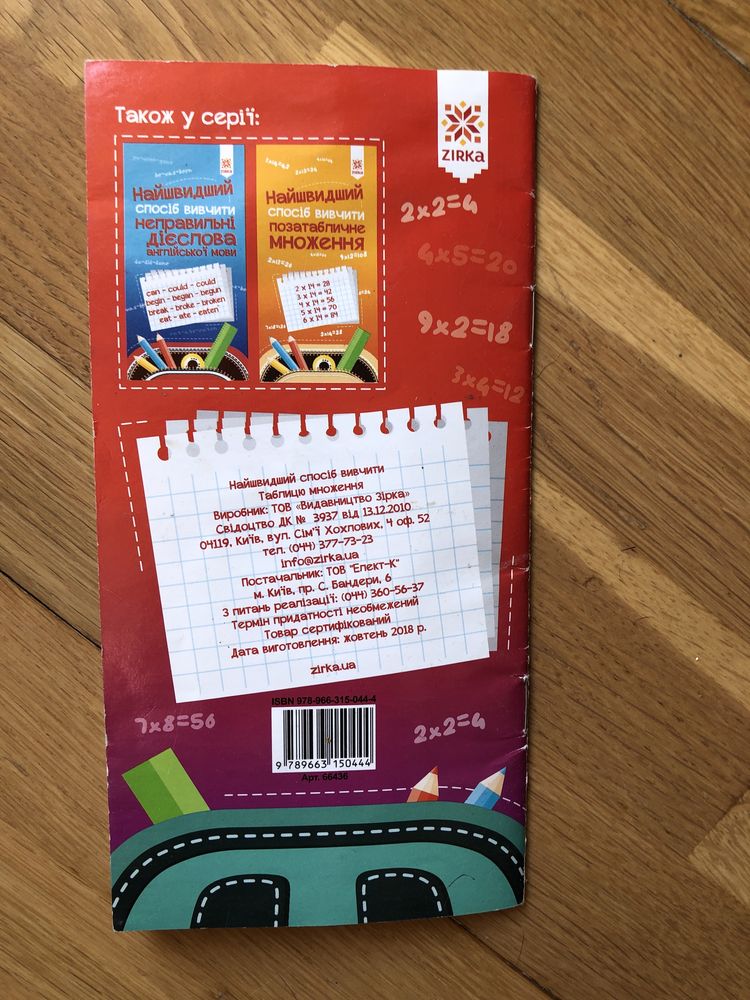 Також у серії:
ZIRKA
ZIRKA
Найшвидший
спосіб вивчити
неправильні
дієслова
англійської мови
can - could - could
begin - began - begun
break - broke - broken
eat - ate - eaten
ZIRKA
Найшвидший
спосіб вивчити
позатабличне
множення
2 x 14 = 28
3 x 14 = 42
4 x 14 = 56
5 x 14 = 70
6 x 14 = 84
2x2=4
4x5=20
9x2=18
3x4=12
Найшвидший спосіб вивчити
Таблицю множення
Виробник: ТОВ «Видавництво Зірка»
Свідоцтво ДК № 3937 від 13.12.2010
04119, Київ, вул. Сім'ї Хохлових, 4 оф. 52
тел. (044) 377-73-23
info@zirka.ua
Постачальник: ТОВ "Елект-К"
м. Київ, пр. С. Бандери, 6
З питань реалізації: (044) 360-56-37
Термін придатності необмежений
Товар сертифікований
Дата виготовлення: жовтень 2018 р.
zirka.ua
ISBN 978-966-315-044-4
9 789663 150444
Арт. 66436
7x8=56
2x2=4